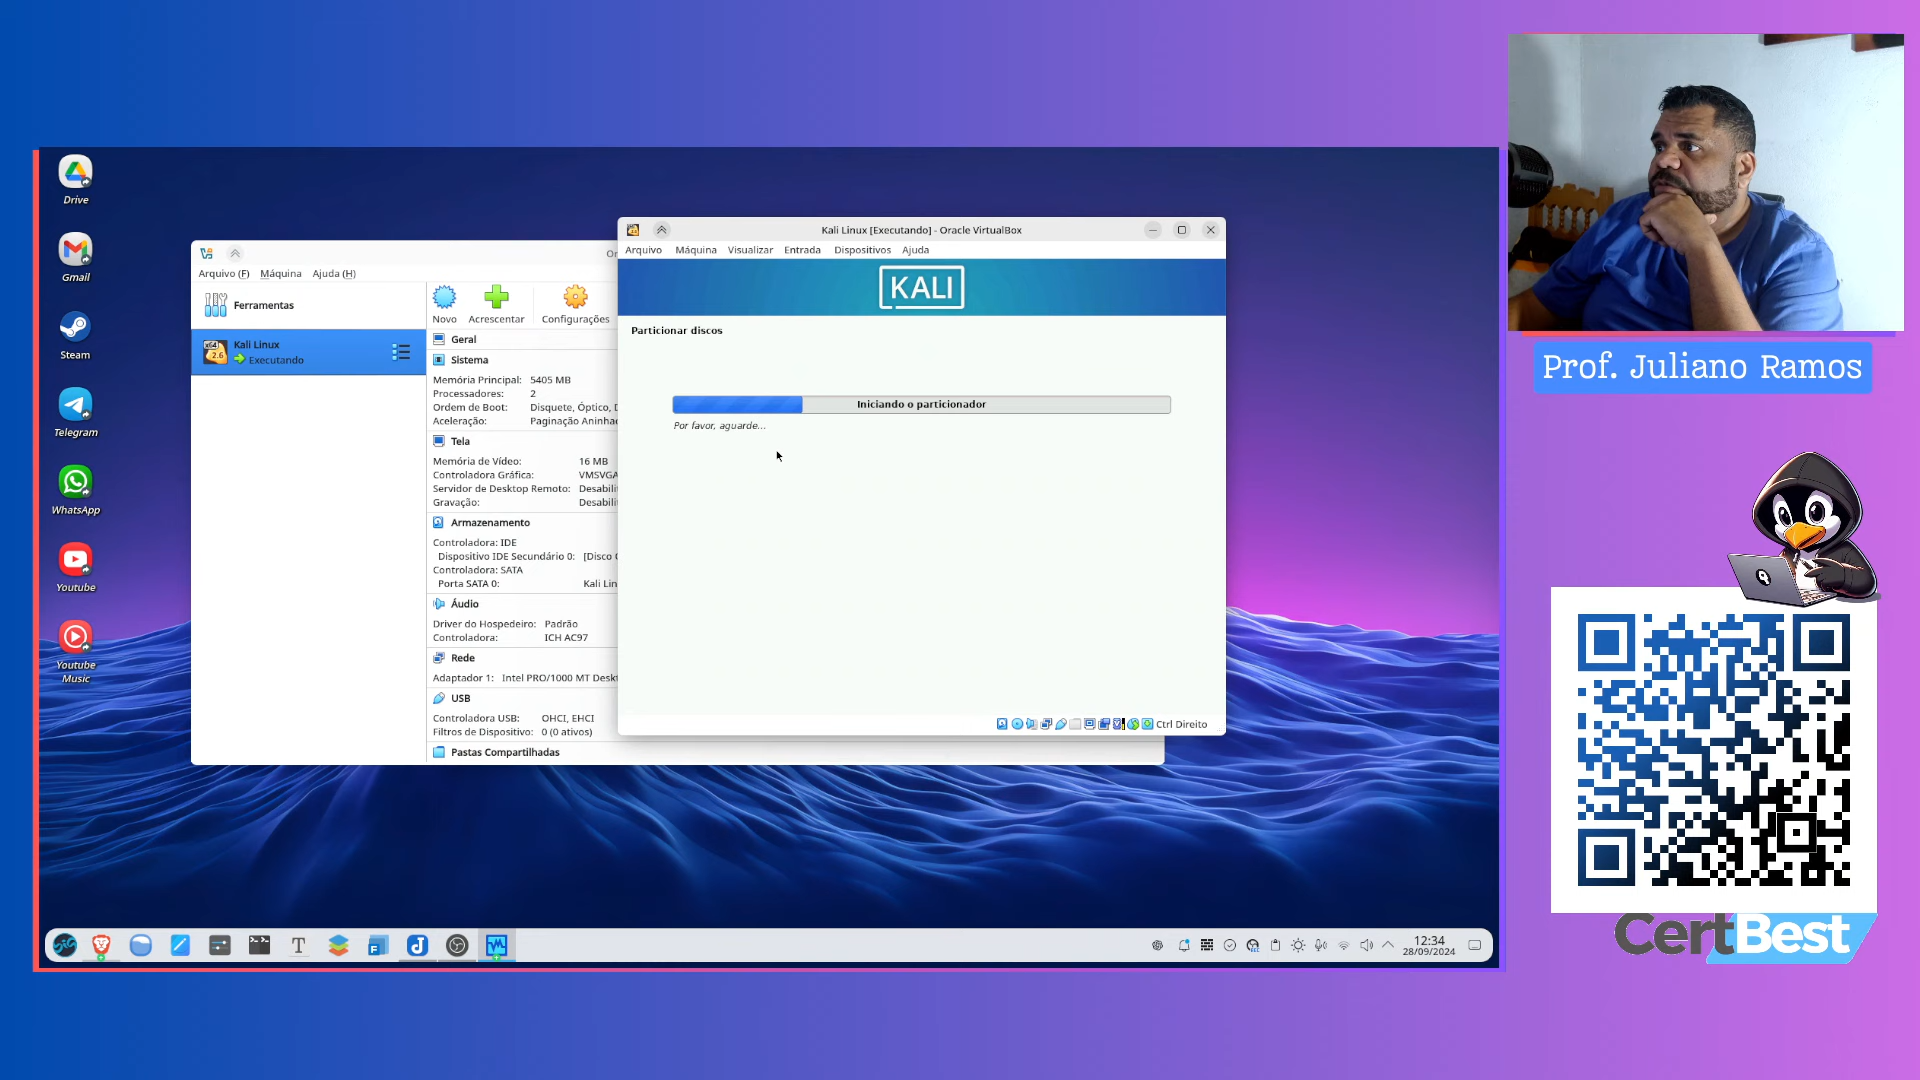 Drive
Gmail
Steam
Telegram
WhatsApp
Youtube
Youtube
Music
Arquivo (F) Máquina Ajuda (H)
Ferramentas
Kali Linux
Executando
Novo Acrescentar Configurações
Geral
Sistema
Memória Principal: 5405 MB
Processadores: 2
Ordem de Boot: Disquete, Óptico,
Aceleração: Paginação
Tela
Memória de Vídeo: 16 MB
Controladora Gráfica: VMSVGA
Servidor de Desktop Remoto:
Gravação:
Armazenamento
Controladora: IDE
Dispositivo IDE Secundário 0: [Disco
Controladora: SATA
Porta SATA 0: Kali
Áudio
Driver do Hospedeiro: Padrão
Controladora: ICH AC97
Rede
Adaptador 1: Intel PRO/1000 MT
USB
Controladora USB: OHCI, EHCI
Filtros de Dispositivo: 0 (0 ativos)
Pastas Compartilhadas
Kali Linux [Executando] - Oracle VirtualBox
Arquivo Máquina Visualizar Entrada Dispositivos Ajuda
KALI
Particionar discos
Iniciando o particionador
Por favor, aguarde...
Ctrl Direito
12:34
28/09/2024
Prof. Juliano Ramos
CertBest